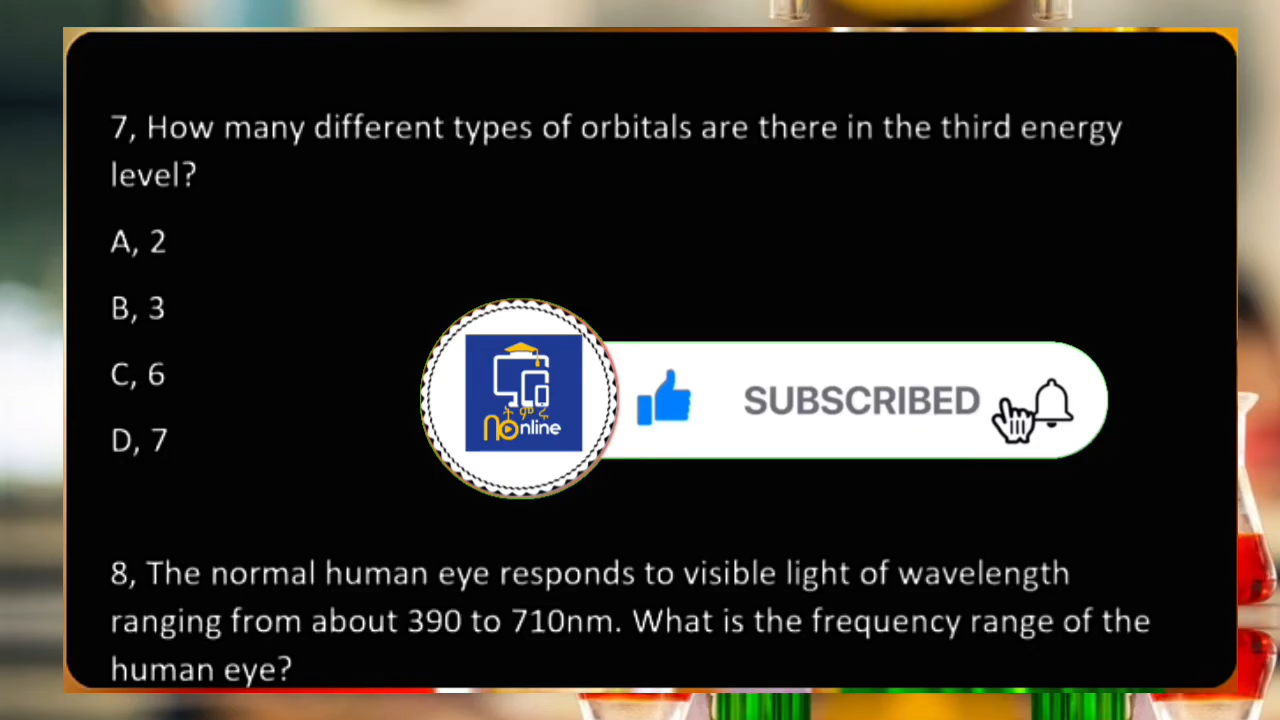 7, How many different types of orbitals are there in the third energy
level?
A, 2
B, 3
C, 6
D, 7
ትምሩ
በOnline
SUBSCRIBED
8, The normal human eye responds to visible light of wavelength
ranging from about 390 to 710nm. What is the frequency range of the
human eye?